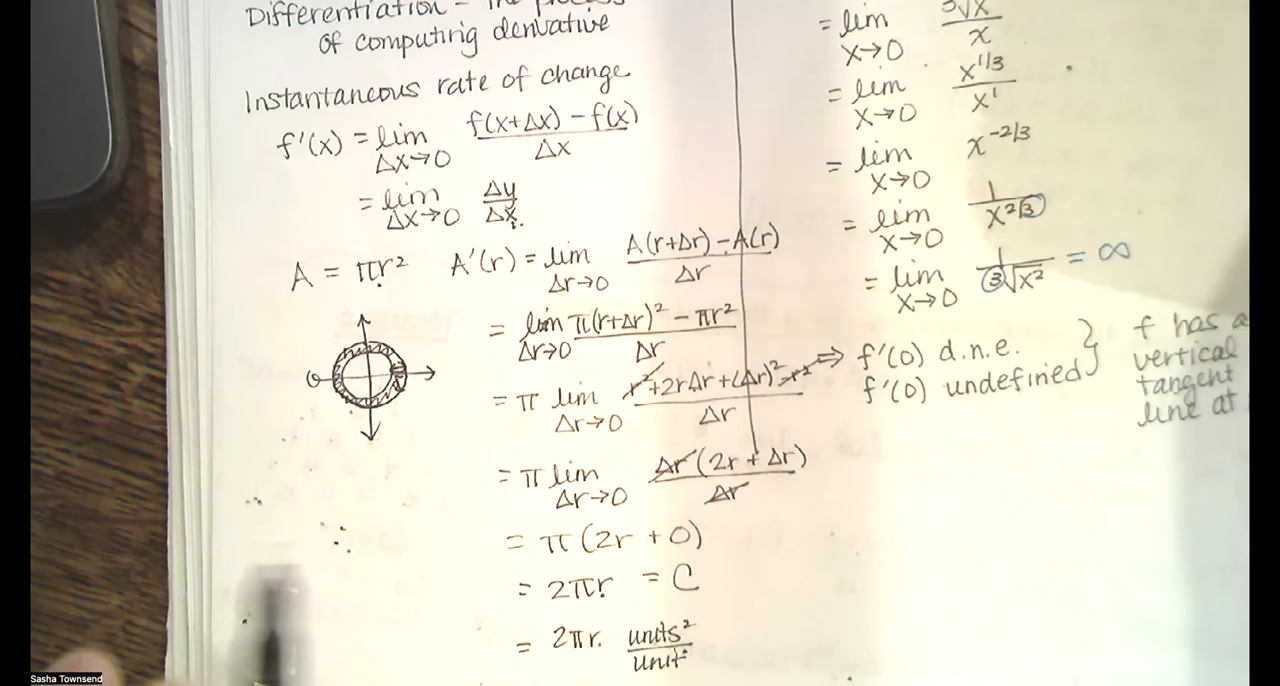 Differentiation - the process
of computing derivative
Instantaneous rate of change
f'(x) = lim Δx→0 f(x+Δx) - f(x) / Δx
= lim Δx→0 Δy / Δx
A = πr² A'(r) = lim Δr→0 A(r+Δr) - A(r) / Δr
= lim Δr→0 π(r+Δr)² - πr² / Δr
= π lim Δr→0 r² + 2rΔr + (Δr)² - r² / Δr
= π lim Δr→0 Δr(2r + Δr) / Δr
= π(2r + 0)
= 2πr = C
= 2πr units² / unit
= lim x→0 ³√x / x
= lim x→0 x^1/3 / x^1
= lim x→0 x^-2/3
= lim x→0 1 / x^2/3
= lim x→0 1 / ³√x² = ∞
⇒ f'(0) d.n.e.
f'(0) undefined
} f has a
vertical
tangent
line at
Sasha Townsend